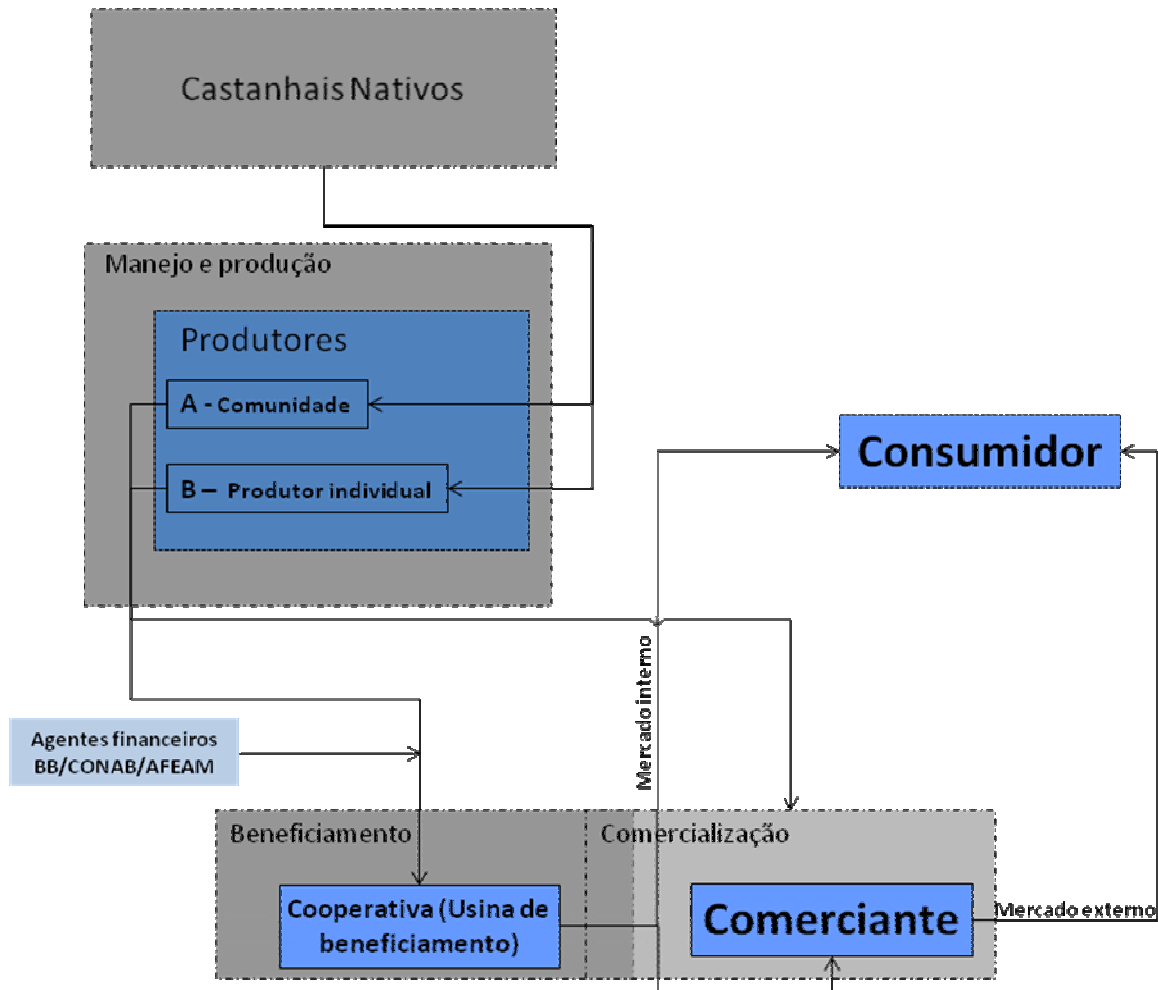 Castanhais Nativos
Manejo e produção
Produtores
A - Comunidade
B – Produtor individual
Consumidor
Mercado interno
Agentes financeiros
BB/CONAB/AFEAM
Beneficiamento
Comercialização
Cooperativa (Usina de
beneficiamento)
Comerciante
Mercado externo